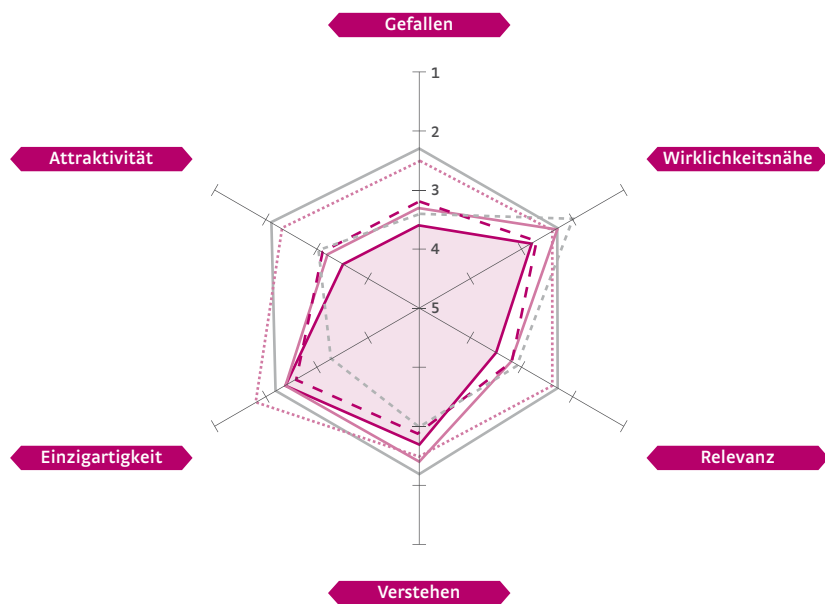 Gefallen
1
Attraktivität
2
Wirklichkeitsnähe
3
4
5
Einzigartigkeit
Relevanz
Verstehen